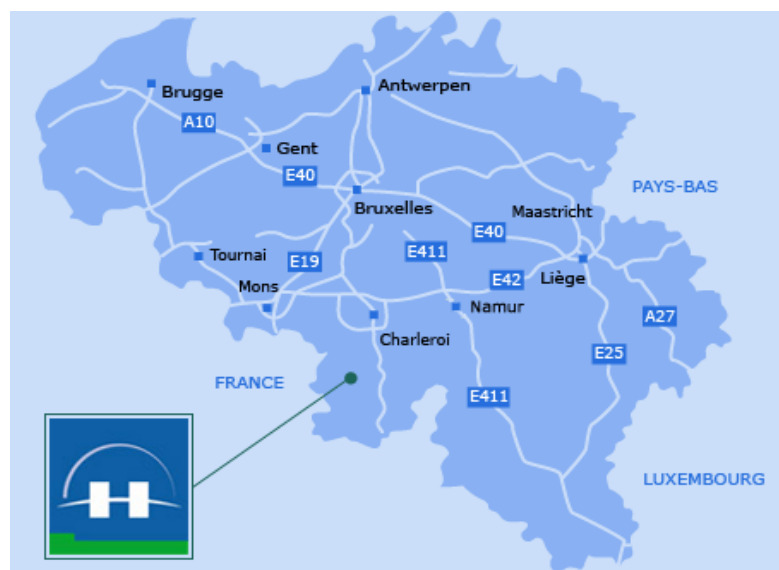 Brugge
Antwerpen
A10
Gent
E40
PAYS-BAS
Bruxelles
Maastricht
E40
E411
Tournai
E19
E42
Liège
Mons
Namur
A27
Charleroi
E25
FRANCE
E411
LUXEMBOURG